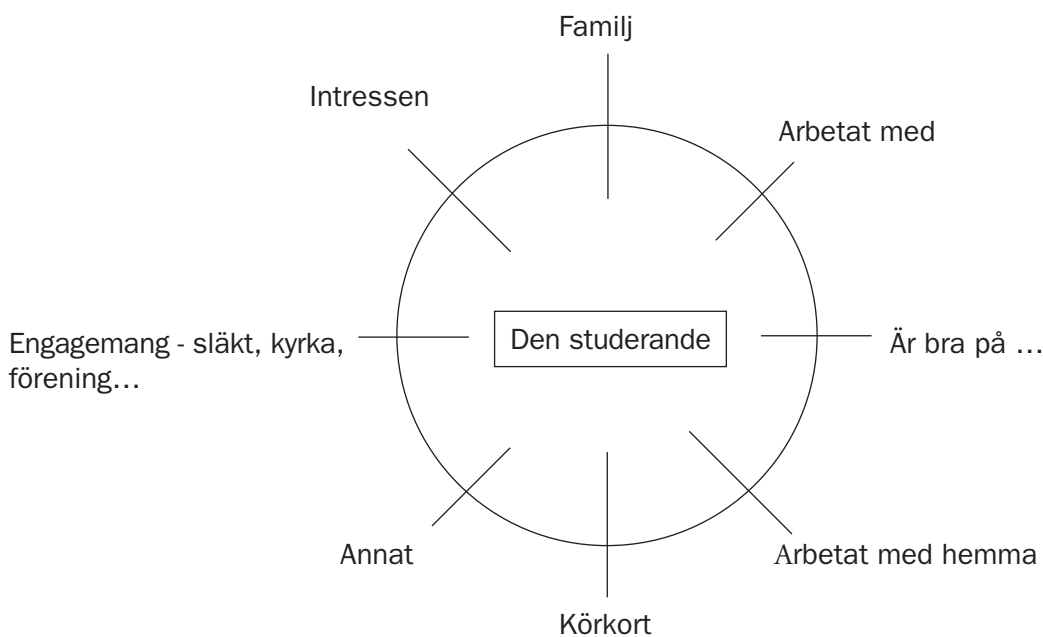 Familj
Intressen
Arbetat med
Den studerande
Engagemang - släkt, kyrka,
förening…
Är bra på …
Annat
Arbetat med hemma
Körkort